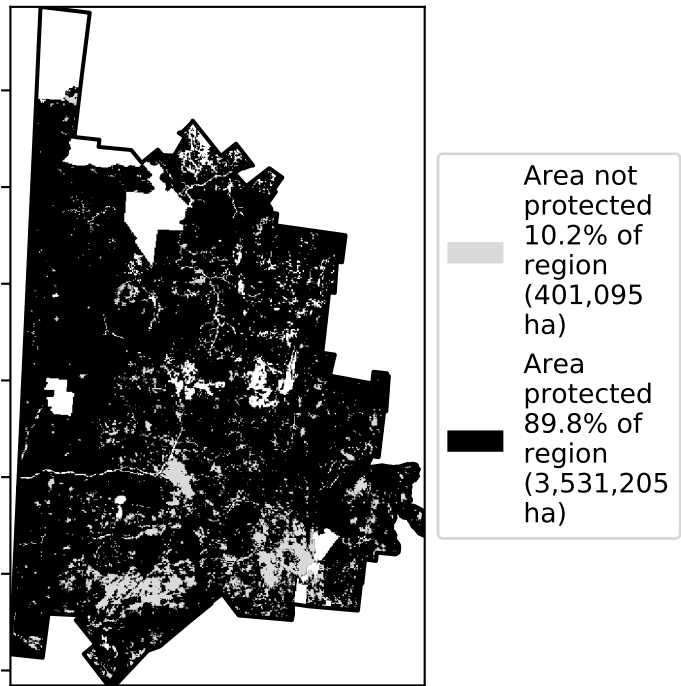 Area not
protected
10.2% of
region
(401,095
ha)
Area
protected
89.8% of
region
(3,531,205
ha)